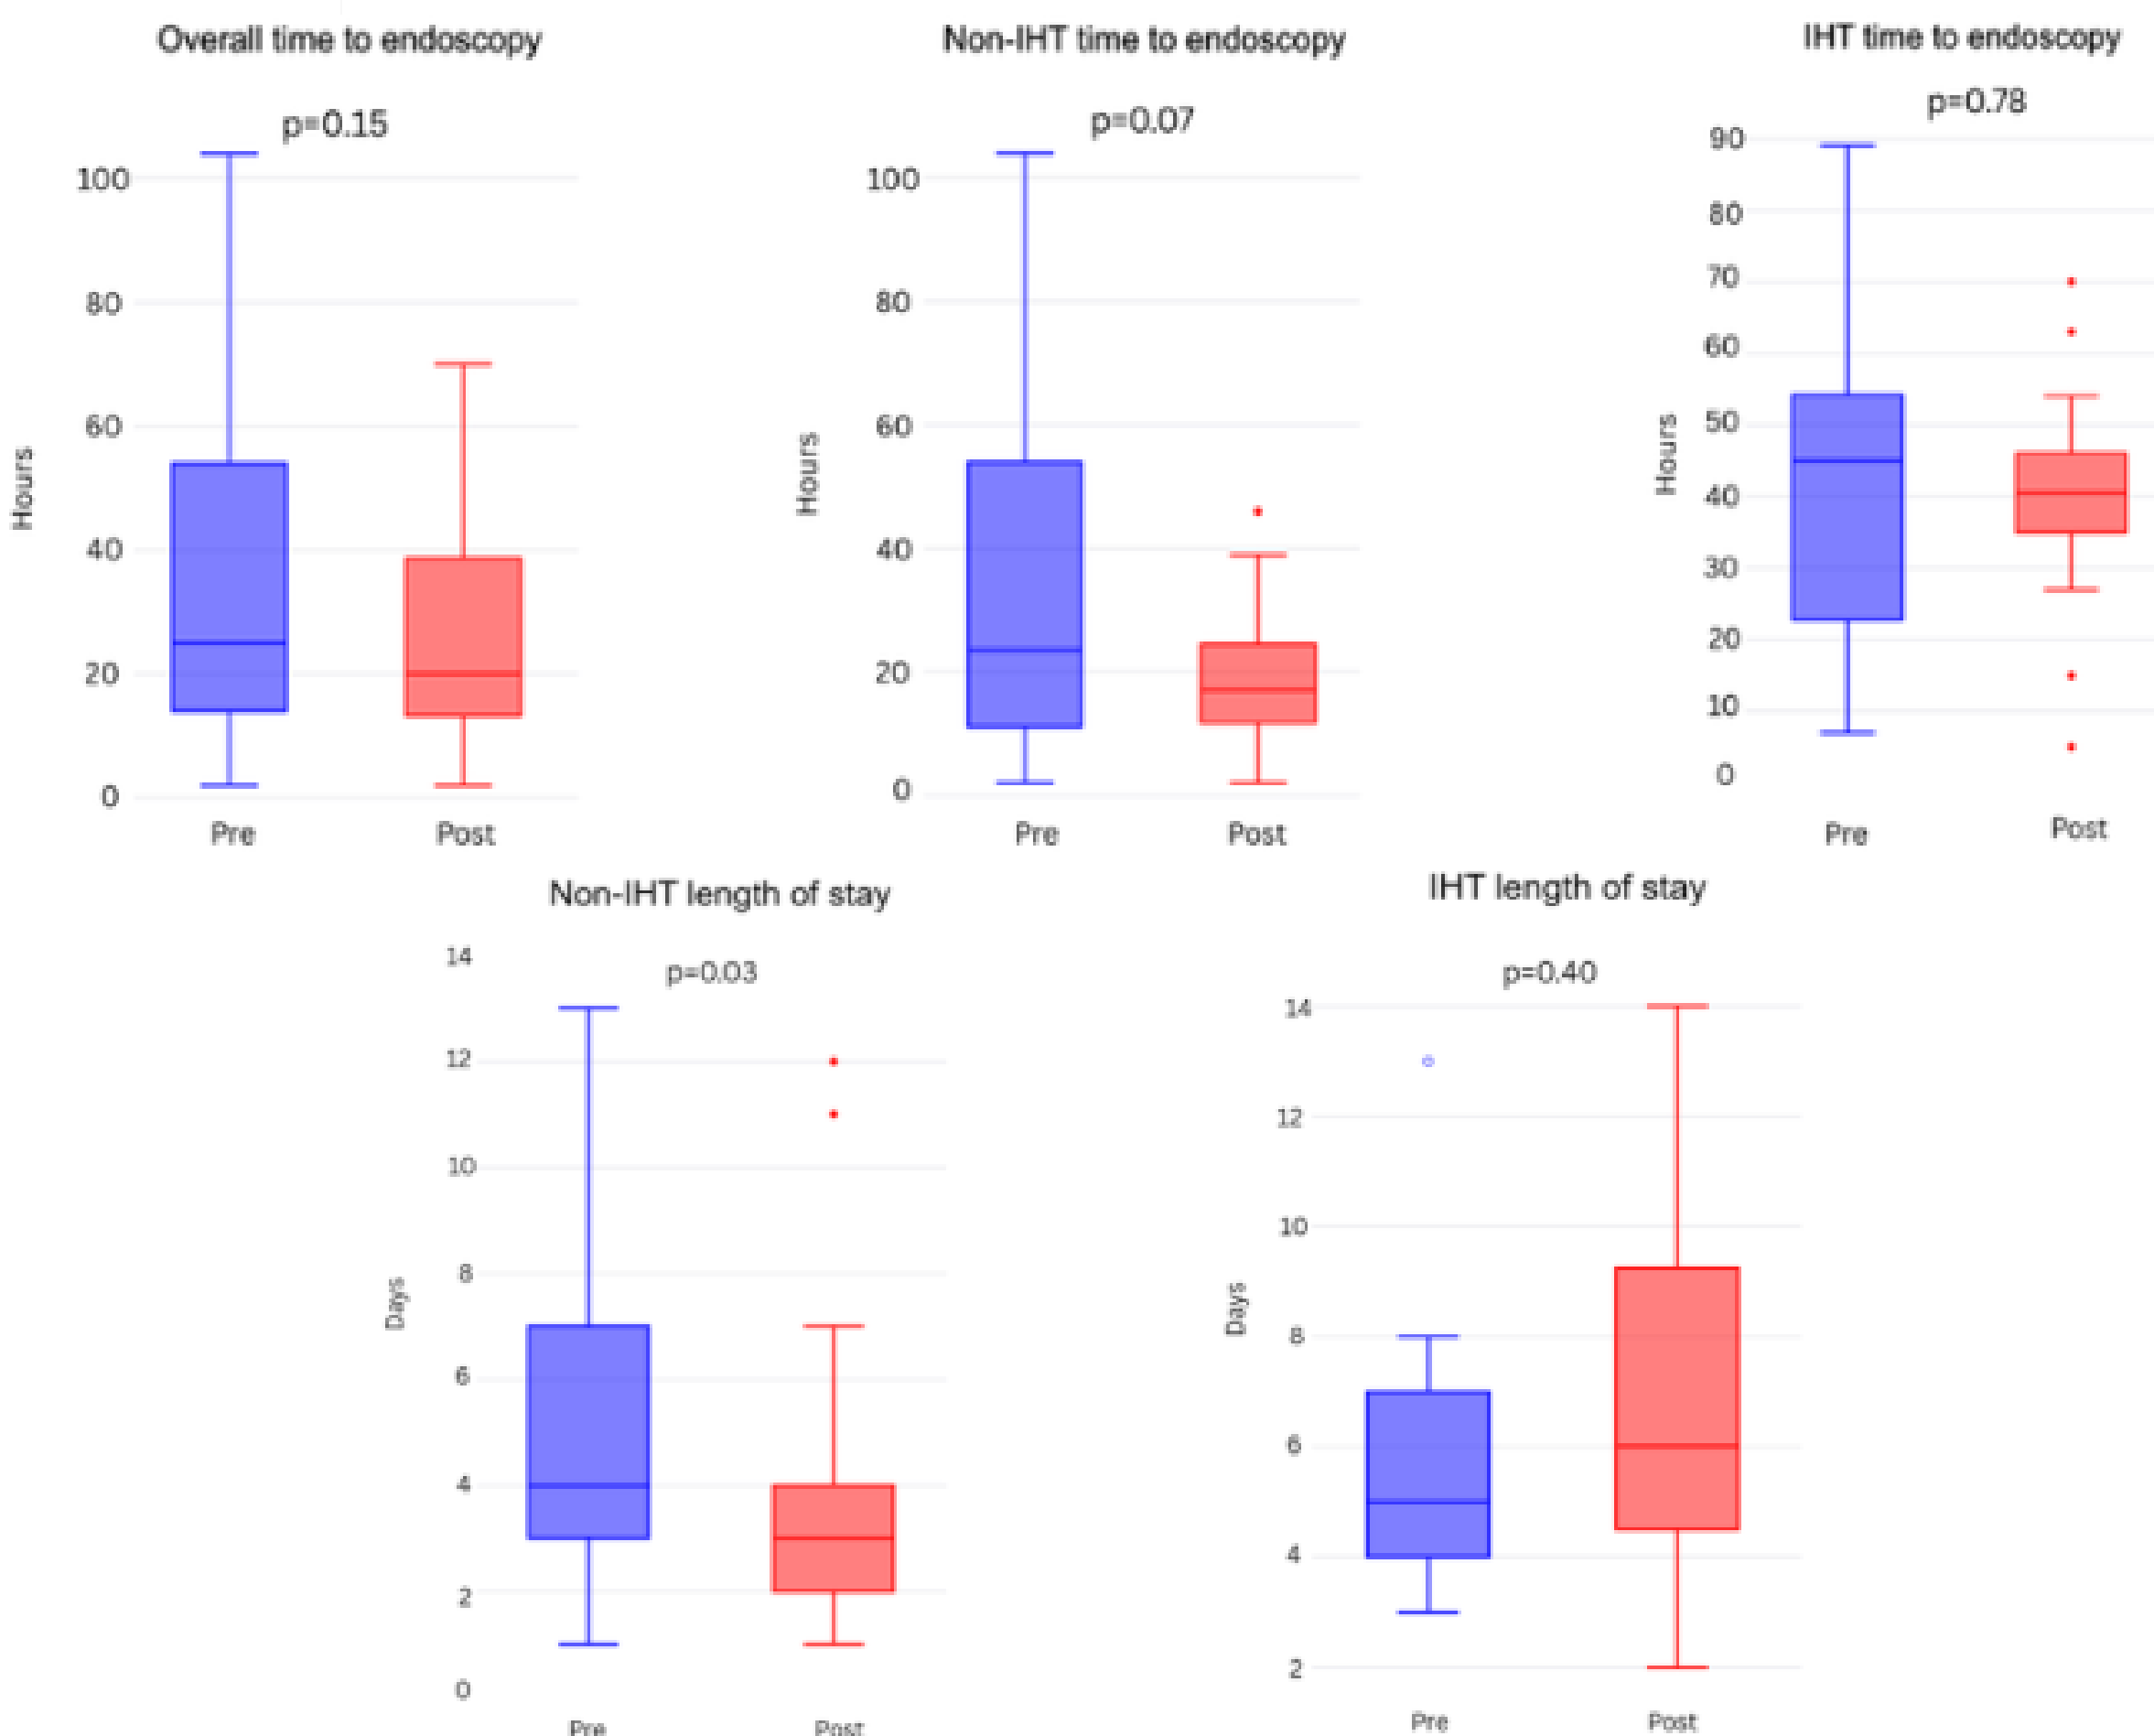 Overall time to endoscopy
p=0.15
100
80
60
40
20
0
Hours
Pre Post
Non-IHT time to endoscopy
p=0.07
100
80
60
40
20
0
Hours
Pre Post
IHT time to endoscopy
p=0.78
90
80
70
60
50
40
30
20
10
0
Hours
Pre Post
Non-IHT length of stay
p=0.03
14
12
10
8
6
4
2
0
Days
Pre Post
IHT length of stay
p=0.40
14
12
10
8
6
4
2
Days
Pre Post